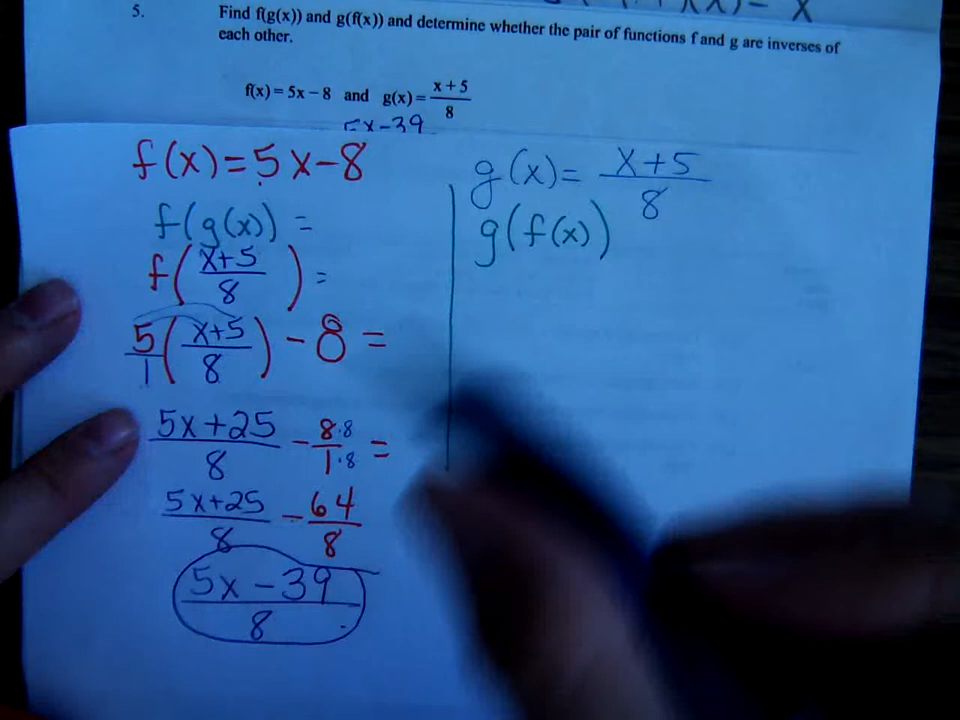 5. Find f(g(x)) and g(f(x)) and determine whether the pair of functions f and g are inverses of
each other.
f(x) = 5x – 8 and g(x) = x + 5 / 8
5x-39
f(x) = 5x-8
f(g(x)) =
f(x+5 / 8) =
5/1 (x+5 / 8) - 8 =
5x+25 / 8 - 8·8 / 1·8 =
5x+25 / 8 - 64 / 8
5x - 39 / 8
g(x) = x+5 / 8
g(f(x))